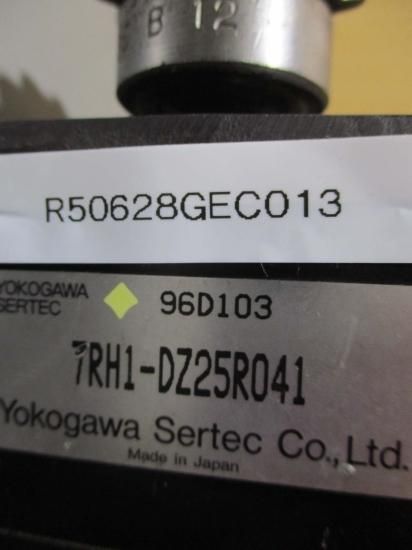 B 12
R50628GEC013
YOKOGAWA 96D103
SERTEC
7RH1-DZ25R041
Yokogawa Sertec Co., Ltd.
Made in Japan